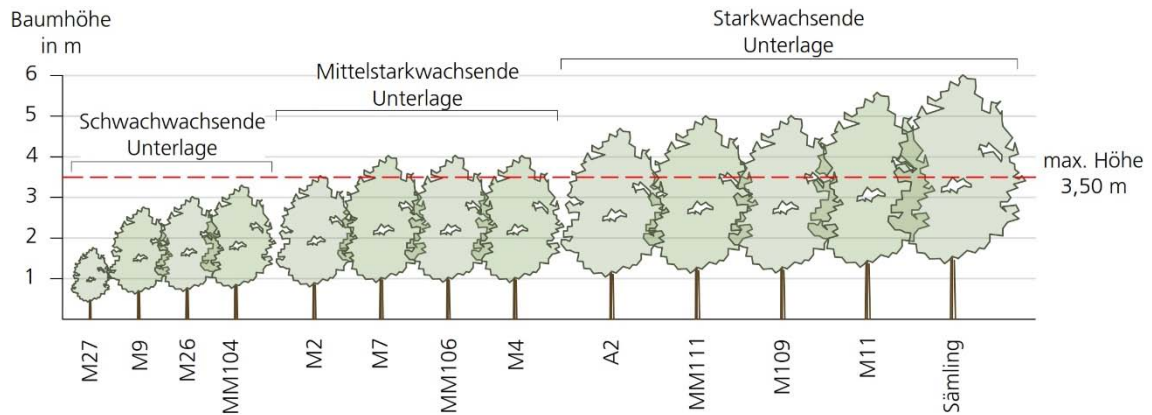 Baumhöhe
in m
Starkwachsende
Unterlage
Mittelstarkwachsende
Unterlage
Schwachwachsende
Unterlage
6
5
4
3
2
1
max. Höhe
3,50 m
M27
M9
M26
MM104
M2
M7
MM106
M4
A2
MM111
M109
M11
Sämling